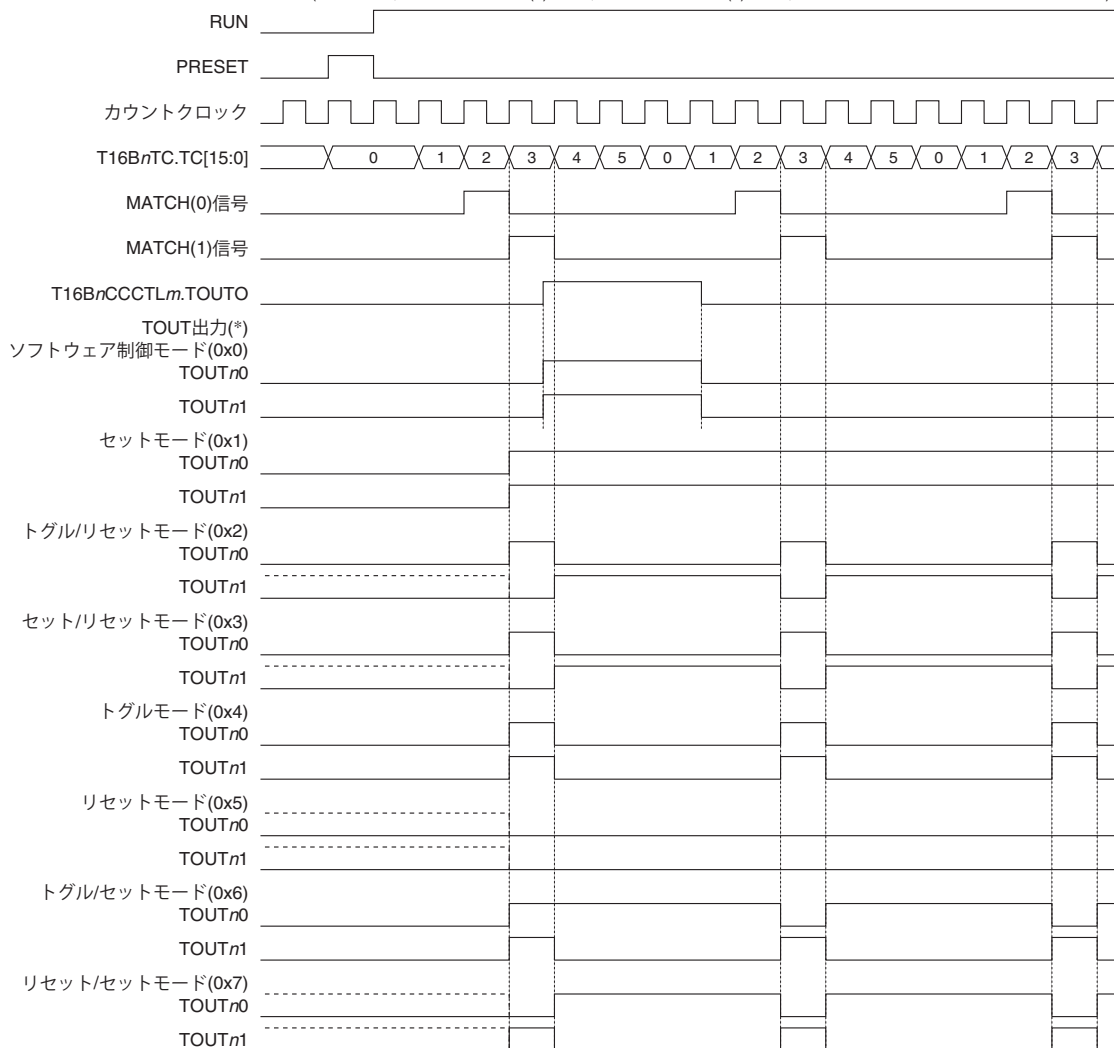 RUN
PRESET
カウントクロック
T16BnTC.TC[15:0] 0 1 2 3 4 5 0 1 2 3 4 5 0 1 2 3
MATCH(0)信号
MATCH(1)信号
T16BnCCCTLm.TOUTO
TOUT出力(*)
ソフトウェア制御モード(0x0)
TOUTn0
TOUTn1
セットモード(0x1)
TOUTn0
TOUTn1
トグル/リセットモード(0x2)
TOUTn0
TOUTn1
セット/リセットモード(0x3)
TOUTn0
TOUTn1
トグルモード(0x4)
TOUTn0
TOUTn1
リセットモード(0x5)
TOUTn0
TOUTn1
トグル/セットモード(0x6)
TOUTn0
TOUTn1
リセット/セットモード(0x7)
TOUTn0
TOUTn1